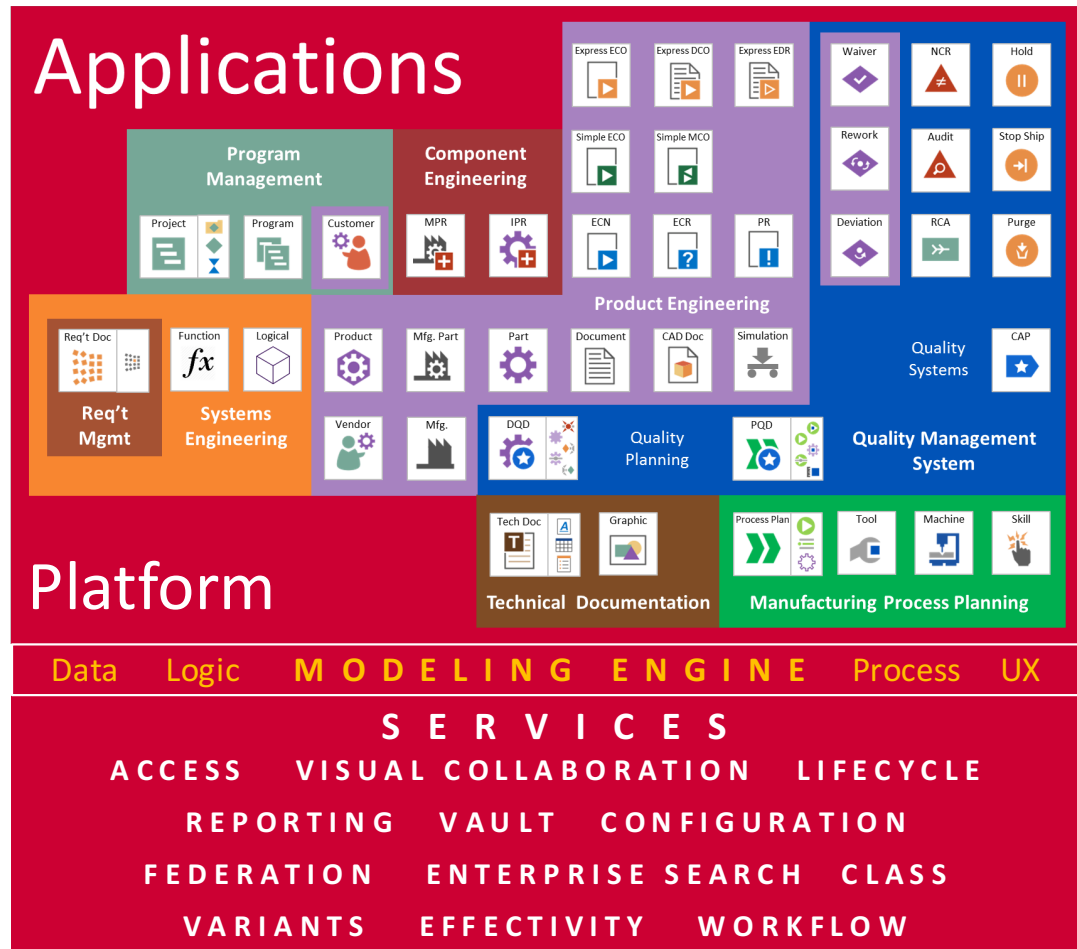 Applications
Express ECO
Express DCO
Express EDR
Waiver
NCR
Hold
Simple ECO
Simple MCO
Rework
Audit
Stop Ship
Program
Management
Component
Engineering
Project
Program
Customer
MPR
IPR
ECN
ECR
PR
Deviation
RCA
Purge
Product Engineering
Req't Doc
Function
fx
Logical
Product
Mfg. Part
Part
Document
CAD Doc
Simulation
Quality
Systems
CAP
Req't
Mgmt
Systems
Engineering
Vendor
Mfg.
DQD
Quality
Planning
PQD
Quality Management
System
Tech Doc
T
A
Graphic
Process Plan
Tool
Machine
Skill
Platform
Technical Documentation
Manufacturing Process Planning
Data Logic MODELING ENGINE Process UX
SERVICES
ACCESS VISUAL COLLABORATION LIFECYCLE
REPORTING VAULT CONFIGURATION
FEDERATION ENTERPRISE SEARCH CLASS
VARIANTS EFFECTIVITY WORKFLOW